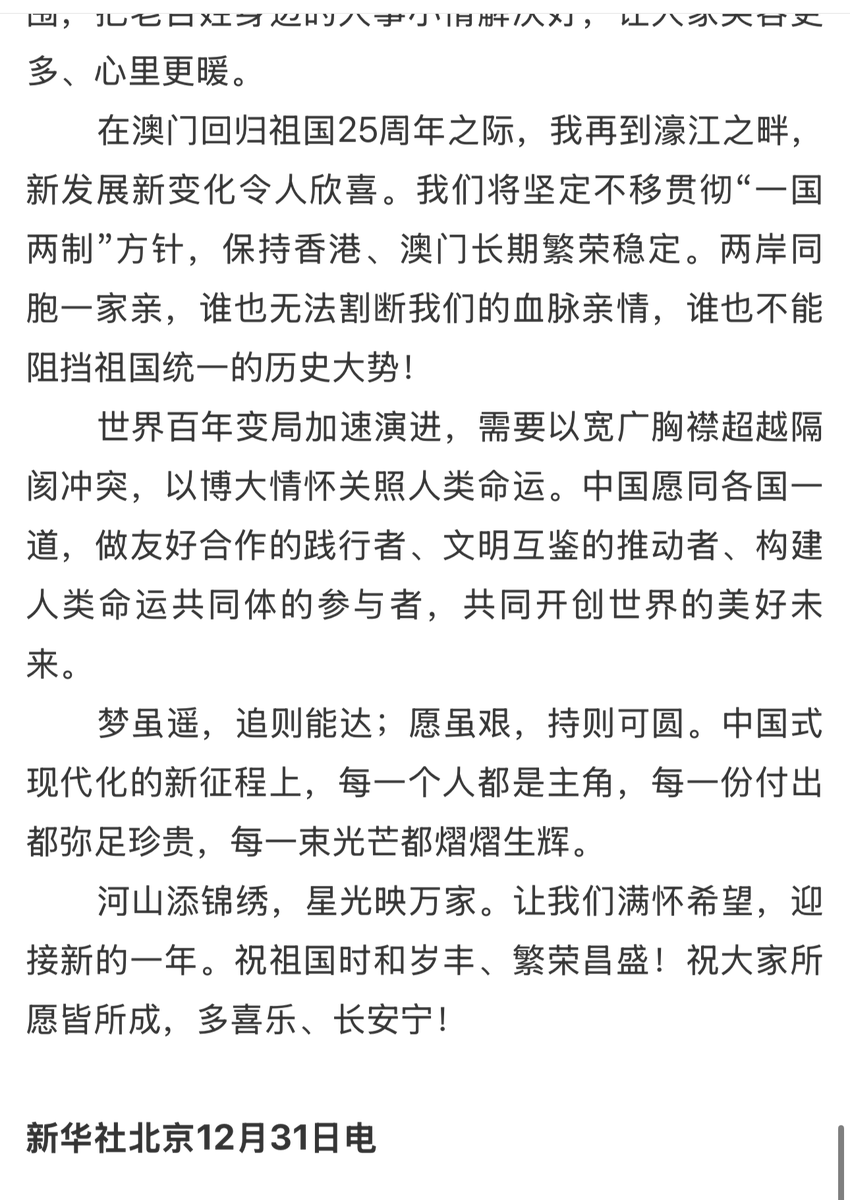 围，把老百姓身边的大事小情解决好，让大家笑容更
多、心里更暖。
在澳门回归祖国25周年之际，我再到濠江之畔，
新发展新变化令人欣喜。我们将坚定不移贯彻“一国
两制”方针，保持香港、澳门长期繁荣稳定。两岸同
胞一家亲，谁也无法割断我们的血脉亲情，谁也不能
阻挡祖国统一的历史大势！
世界百年变局加速演进，需要以宽广胸襟超越隔
阂冲突，以博大情怀关照人类命运。中国愿同各国一
道，做友好合作的践行者、文明互鉴的推动者、构建
人类命运共同体的参与者，共同开创世界的美好未
来。
梦虽遥，追则能达；愿虽艰，持则可圆。中国式
现代化的新征程上，每一个人都是主角，每一份付出
都弥足珍贵，每一束光芒都熠熠生辉。
河山添锦绣，星光映万家。让我们满怀希望，迎
接新的一年。祝祖国时和岁丰、繁荣昌盛！祝大家所
愿皆所成，多喜乐、长安宁！
新华社北京12月31日电